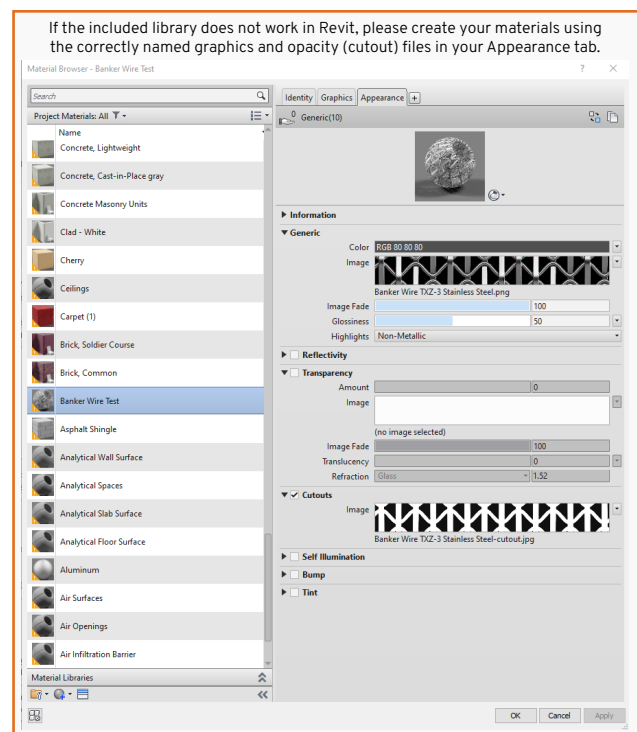 If the included library does not work in Revit, please create your materials using
the correctly named graphics and opacity (cutout) files in your Appearance tab.
Material Browser - Banker Wire Test
?
Search
Project Materials: All
Name
Concrete, Lightweight
Concrete, Cast-in-Place gray
Concrete Masonry Units
Clad - White
Cherry
Ceilings
Carpet (1)
Brick, Soldier Course
Brick, Common
Banker Wire Test
Asphalt Shingle
Analytical Wall Surface
Analytical Spaces
Analytical Slab Surface
Analytical Floor Surface
Aluminum
Air Surfaces
Air Openings
Air Infiltration Barrier
Material Libraries
Identity Graphics Appearance +
0 Generic(10)
Information
Generic
Color RGB 80 80 80
Image
Banker Wire TXZ-3 Stainless Steel.png
Image Fade 100
Glossiness 50
Highlights Non-Metallic
Reflectivity
Transparency
Amount 0
Image
(no image selected)
Image Fade 100
Translucency 0
Refraction Glass 1.52
Cutouts
Image
Banker Wire TXZ-3 Stainless Steel-cutout.jpg
Self Illumination
Bump
Tint
OK Cancel Apply